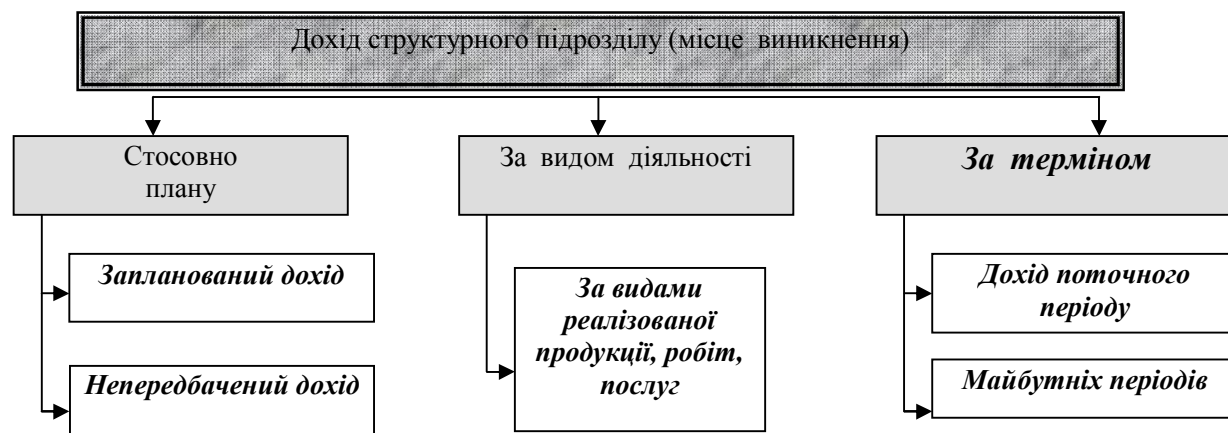 Дохід структурного підрозділу (місце виникнення)
Стосовно
плану
За видом діяльності
За терміном
Запланований дохід
Непередбачений дохід
За видами
реалізованої
продукції, робіт,
послуг
Дохід поточного
періоду
Майбутніх періодів